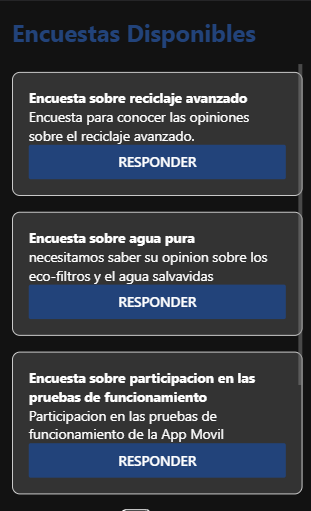 Encuestas Disponibles
Encuesta sobre reciclaje avanzado
Encuesta para conocer las opiniones
sobre el reciclaje avanzado.
RESPONDER
Encuesta sobre agua pura
necesitamos saber su opinion sobre los
eco-filtros y el agua salvavidas
RESPONDER
Encuesta sobre participacion en las
pruebas de funcionamiento
Participacion en las pruebas de
funcionamiento de la App Movil
RESPONDER